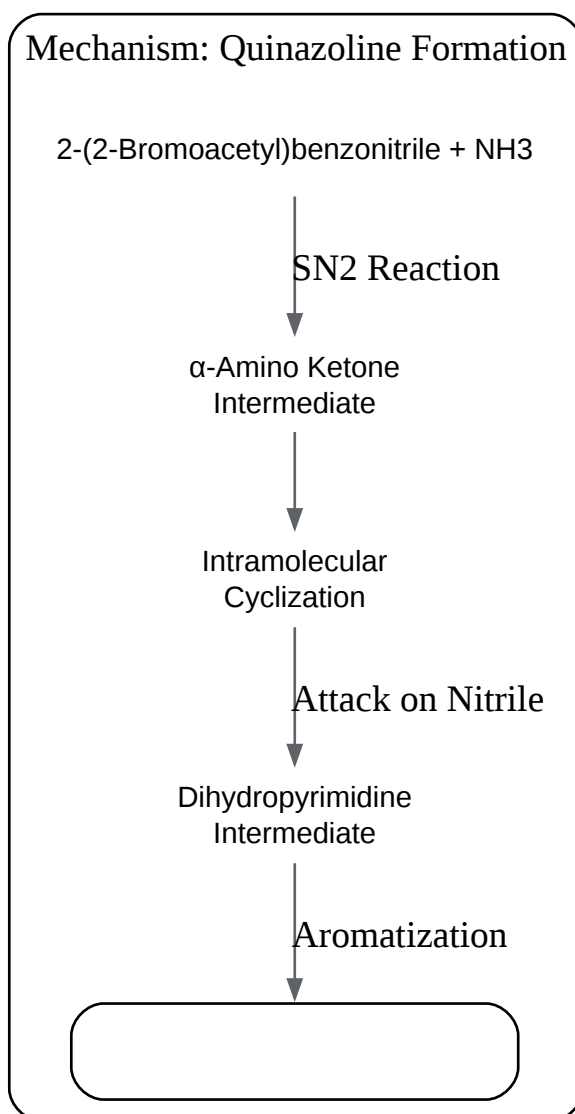 Mechanism: Quinazoline Formation
2-(2-Bromoacetyl)benzonitrile + NH3
SN2 Reaction
α-Amino Ketone
Intermediate
Intramolecular
Cyclization
Attack on Nitrile
Dihydropyrimidine
Intermediate
Aromatization